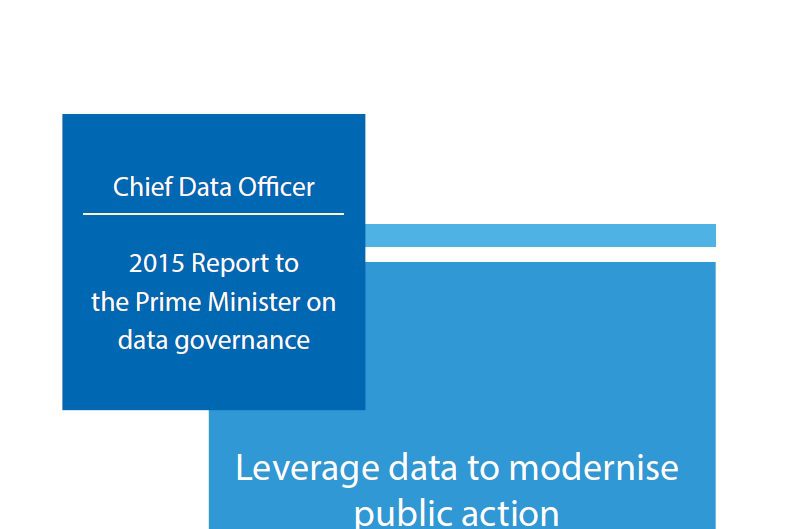 Chief Data Officer
2015 Report to
the Prime Minister on
data governance
Leverage data to modernise
public action